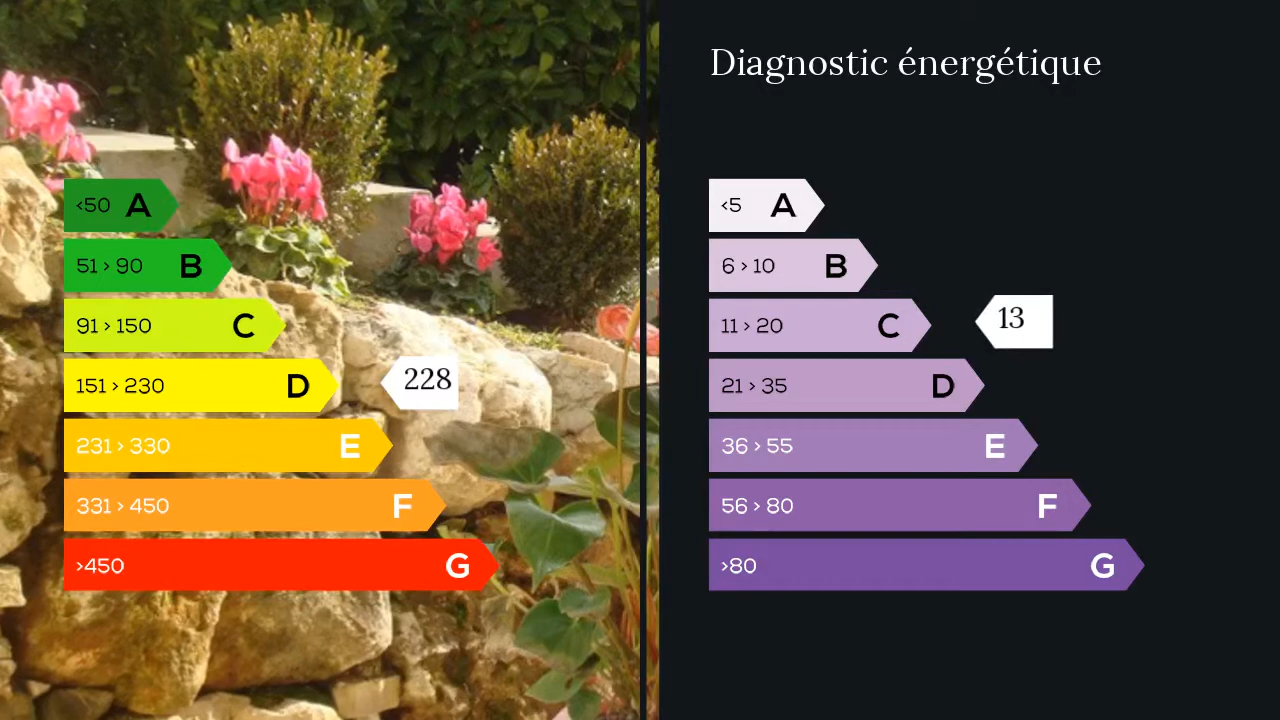 Diagnostic énergétique
<50 A
51 > 90 B
91 > 150 C
151 > 230 D
228
231 > 330 E
331 > 450 F
>450 G
<5 A
6 > 10 B
11 > 20 C
13
21 > 35 D
36 > 55 E
56 > 80 F
>80 G